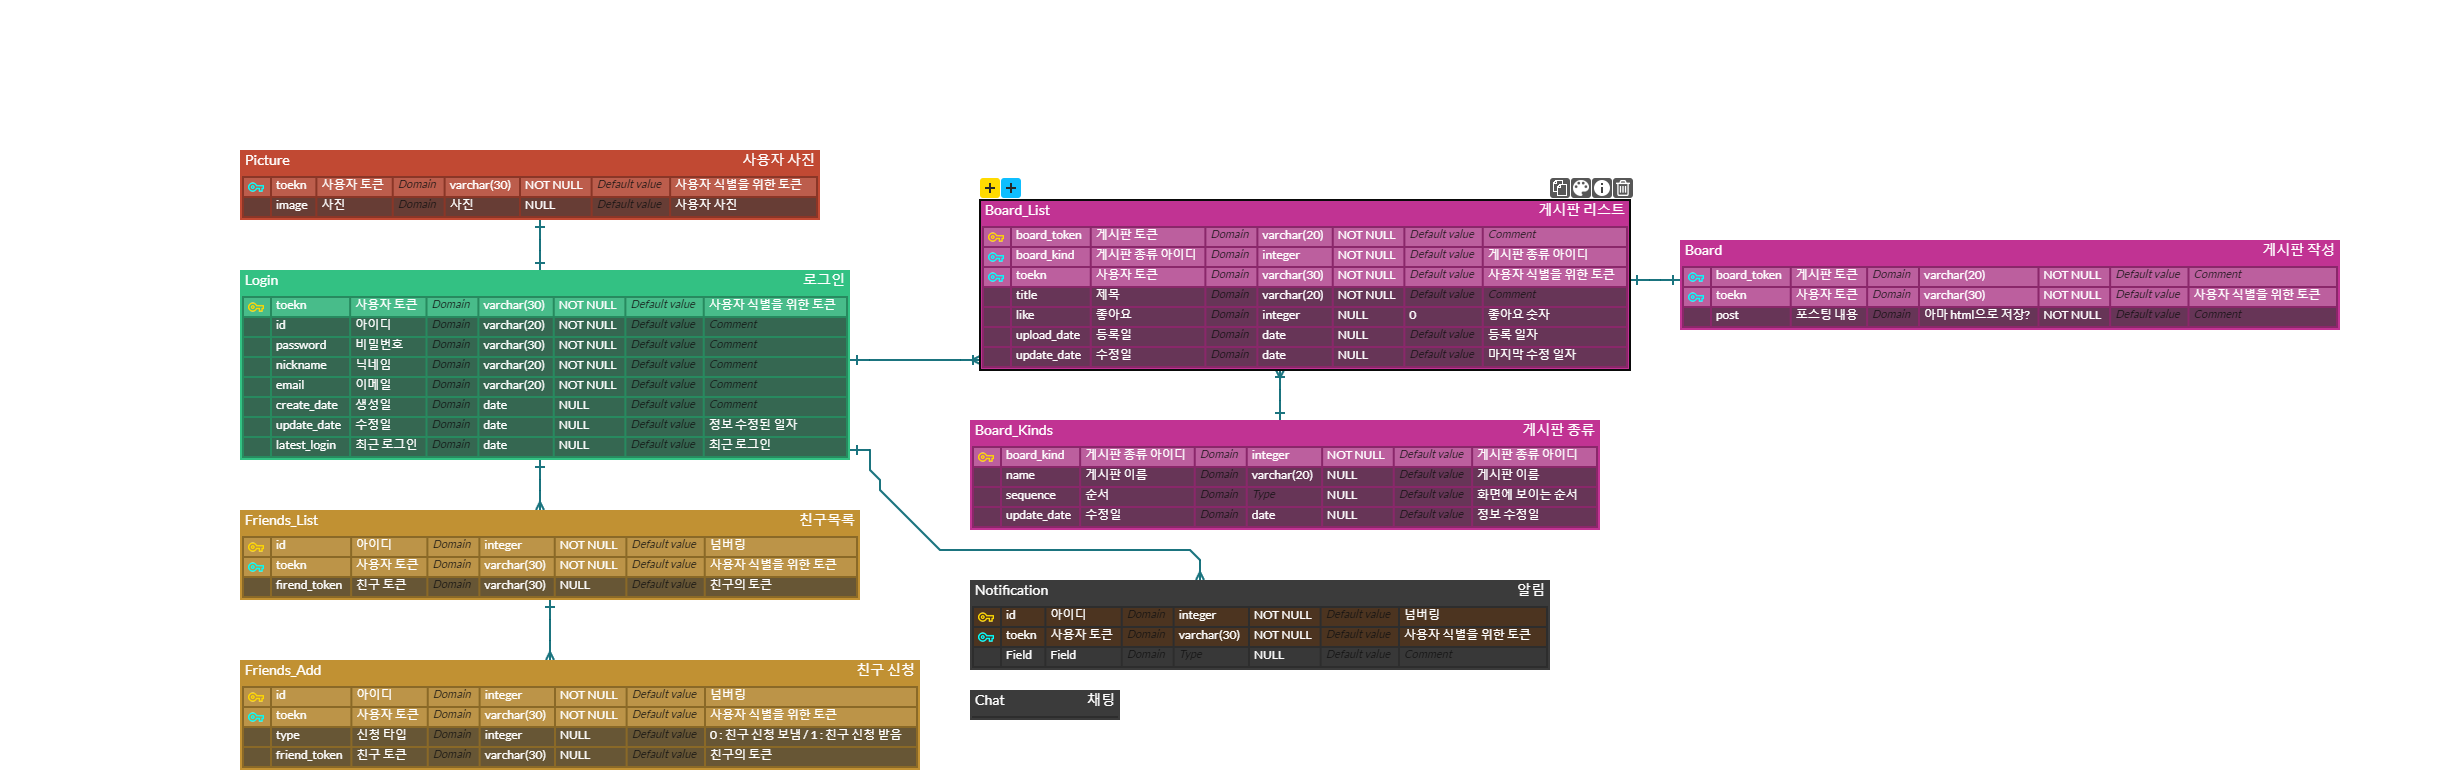 Picture 사용자 사진
toekn 사용자 토큰 Domain varchar(30) NOT NULL Default value 사용자 식별을 위한 토큰
image 사진 Domain 사진 NULL Default value 사용자 사진
Login 로그인
toekn 사용자 토큰 Domain varchar(30) NOT NULL Default value 사용자 식별을 위한 토큰
id 아이디 Domain varchar(20) NOT NULL Default value Comment
password 비밀번호 Domain varchar(30) NOT NULL Default value Comment
nickname 닉네임 Domain varchar(20) NOT NULL Default value Comment
email 이메일 Domain varchar(20) NOT NULL Default value Comment
create_date 생성일 Domain date NULL Default value Comment
update_date 수정일 Domain date NULL Default value 정보 수정된 일자
latest_login 최근 로그인 Domain date NULL Default value 최근 로그인
Friends_List 친구목록
id 아이디 Domain integer NOT NULL Default value 넘버링
toekn 사용자 토큰 Domain varchar(30) NOT NULL Default value 사용자 식별을 위한 토큰
firend_token 친구 토큰 Domain varchar(30) NULL Default value 친구의 토큰
Friends_Add 친구 신청
id 아이디 Domain integer NOT NULL Default value 넘버링
toekn 사용자 토큰 Domain varchar(30) NOT NULL Default value 사용자 식별을 위한 토큰
type 신청 타입 Domain integer NULL Default value 0 : 친구 신청 보냄 / 1 : 친구 신청 받음
friend_token 친구 토큰 Domain varchar(30) NULL Default value 친구의 토큰
Board_List 게시판 리스트
board_token 게시판 토큰 Domain varchar(20) NOT NULL Default value Comment
board_kind 게시판 종류 아이디 Domain integer NOT NULL Default value 게시판 종류 아이디
toekn 사용자 토큰 Domain varchar(30) NOT NULL Default value 사용자 식별을 위한 토큰
title 제목 Domain varchar(20) NOT NULL Default value Comment
like 좋아요 Domain integer NULL 0 좋아요 숫자
upload_date 등록일 Domain date NULL Default value 등록 일자
update_date 수정일 Domain date NULL Default value 마지막 수정 일자
Board_Kinds 게시판 종류
board_kind 게시판 종류 아이디 Domain integer NOT NULL Default value 게시판 종류 아이디
name 게시판 이름 Domain varchar(20) NULL Default value 게시판 이름
sequence 순서 Domain Type NULL Default value 화면에 보이는 순서
update_date 수정일 Domain date NULL Default value 정보 수정일
Notification 알림
id 아이디 Domain integer NOT NULL Default value 넘버링
toekn 사용자 토큰 Domain varchar(30) NOT NULL Default value 사용자 식별을 위한 토큰
Field Field Domain Type NULL Default value Comment
Chat 채팅
Board 게시판 작성
board_token 게시판 토큰 Domain varchar(20) NOT NULL Default value Comment
toekn 사용자 토큰 Domain varchar(30) NOT NULL Default value 사용자 식별을 위한 토큰
post 포스팅 내용 Domain 아마 html으로 저장? NOT NULL Default value Comment